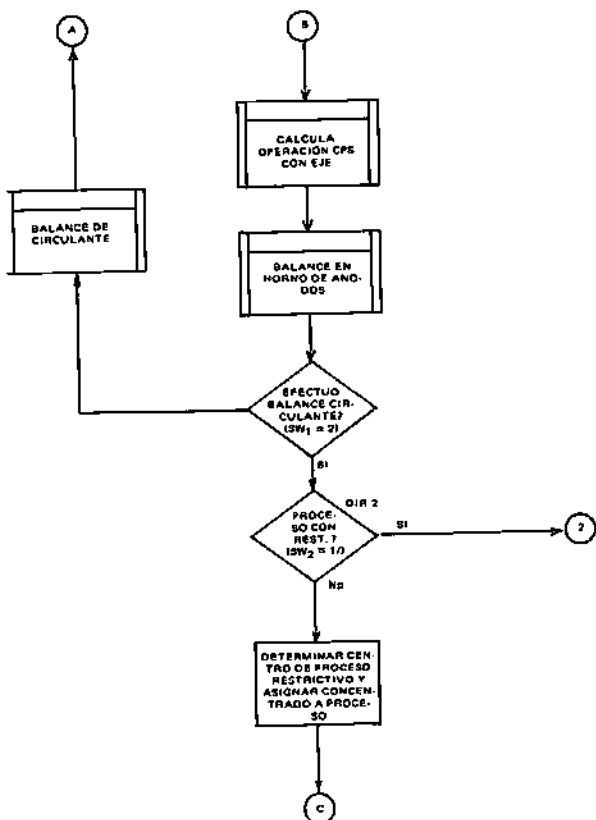 A
B
CALCULA
OPERACION CPS
CON EJE
BALANCE DE
CIRCULANTE
BALANCE EN
HORNO DE ANO-
DOS
EFECTUO
BALANCE CIR-
CULANTE?
(SW1 = 2)
SI
DIR 2
PROCE-
SO CON
REST. ?
(SW2 = 1)
SI
2
No
DETERMINAR CEN-
TRO DE PROCESO
RESTRICTIVO Y
ASIGNAR CONCEN-
TRADO A PROCE-
SO
C